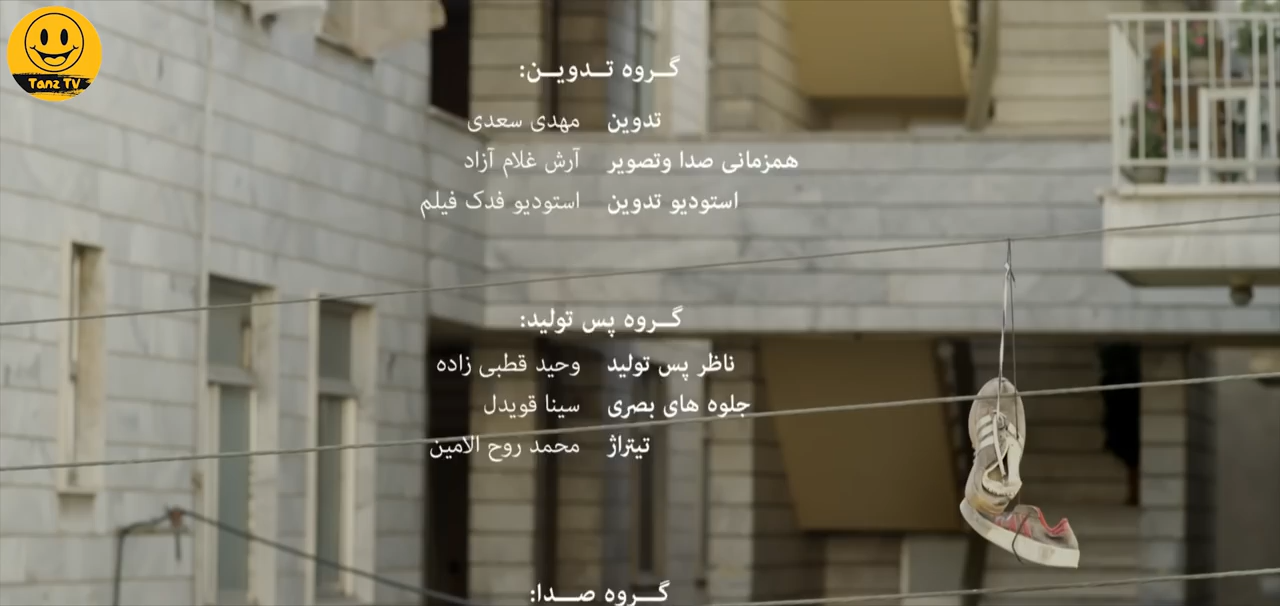 Tanz TV
گروه تدوین:
تدوین مهدی سعدی
همزمانی صدا وتصویر آرش غلام آزاد
استودیو تدوین استودیو فدک فیلم
گروه پس تولید:
ناظر پس تولید وحید قطبی زاده
جلوه های بصری سینا قویدل
تیتراژ محمد روح الامین
گروه صدا: